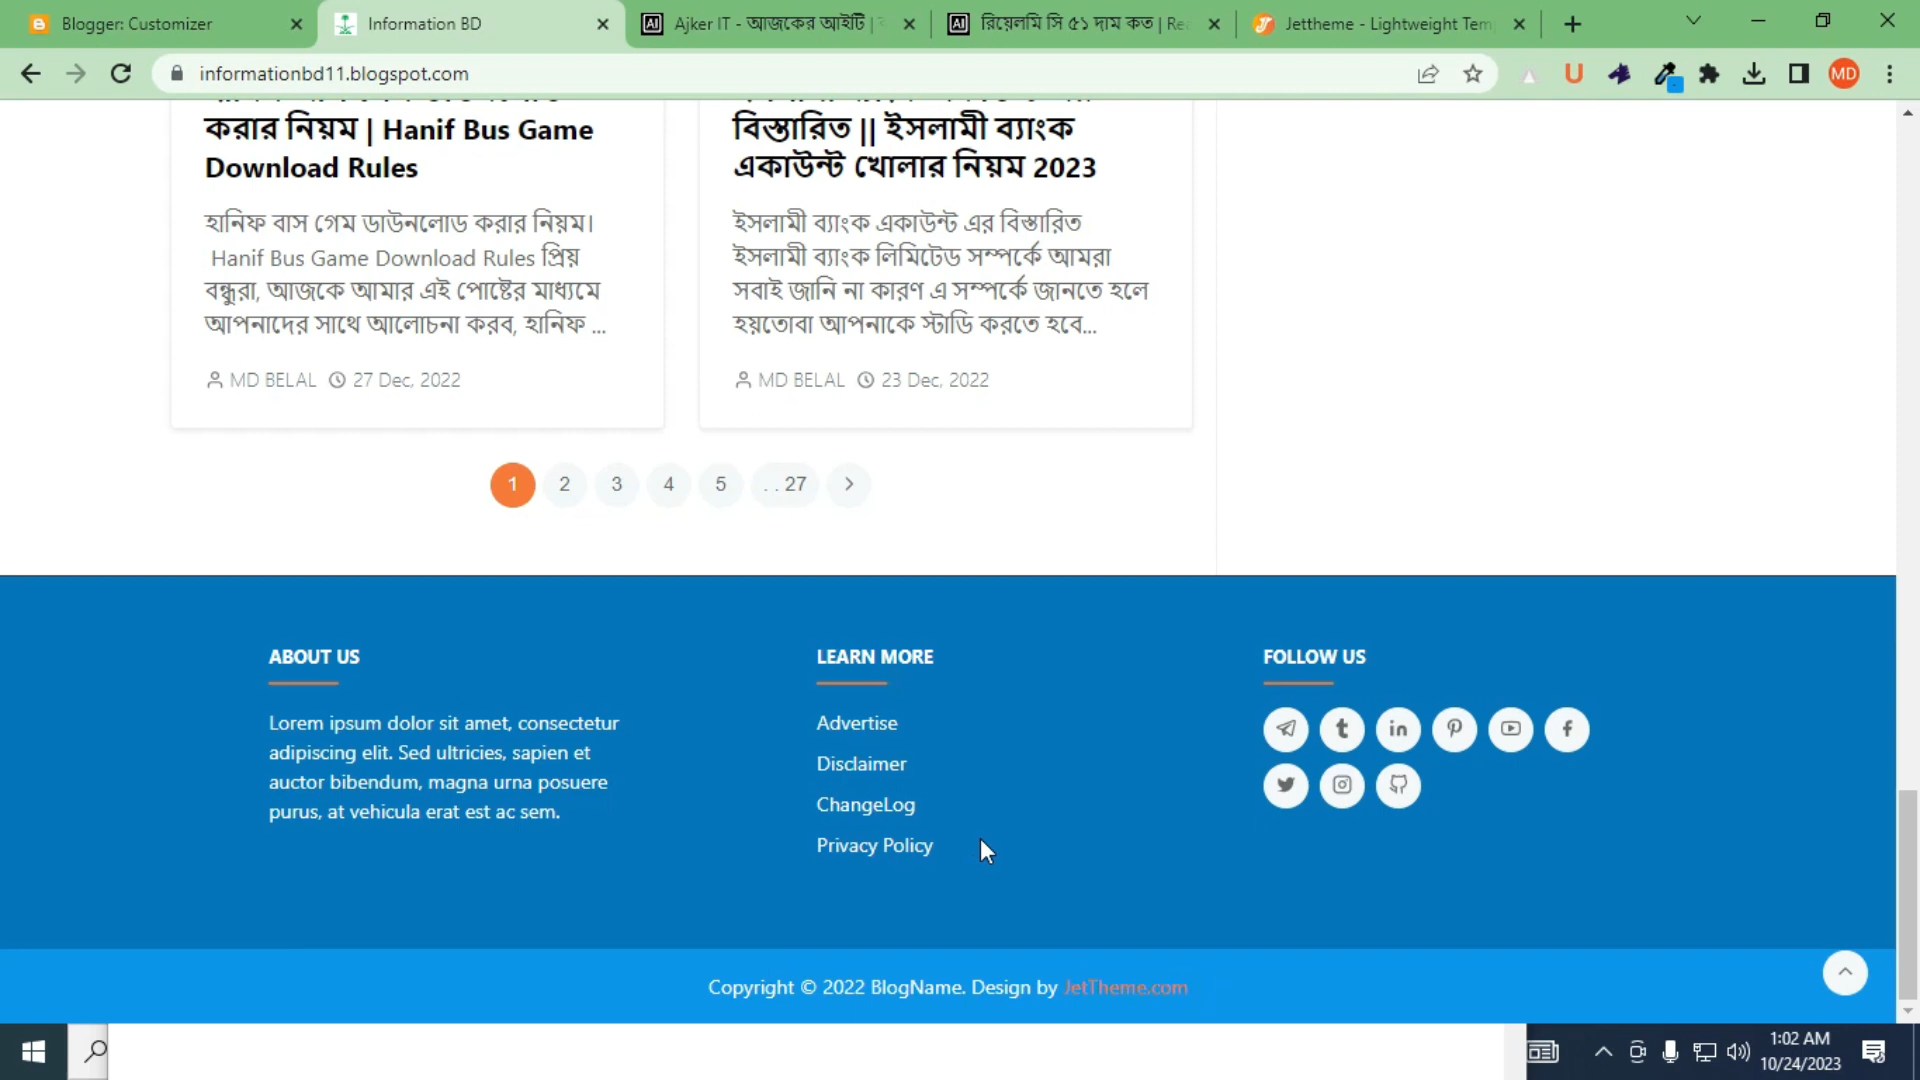 Blogger: Customizer
Information BD
Ajker IT - আজকের আইটি |
রিয়েলমি সি ৫১ দাম কত | Re
Jettheme - Lightweight Tem
informationbd11.blogspot.com
MD
করার নিয়ম | Hanif Bus Game
Download Rules
হানিফ বাস গেম ডাউনলোড করার নিয়ম।
Hanif Bus Game Download Rules প্রিয়
বন্ধুরা, আজকে আমার এই পোষ্টের মাধ্যমে
আপনাদের সাথে আলোচনা করব, হানিফ ...
MD BELAL 27 Dec, 2022
বিস্তারিত || ইসলামী ব্যাংক
একাউন্ট খোলার নিয়ম 2023
ইসলামী ব্যাংক একাউন্ট এর বিস্তারিত
ইসলামী ব্যাংক লিমিটেড সম্পর্কে আমরা
সবাই জানি না কারণ এ সম্পর্কে জানতে হলে
হয়তোবা আপনাকে স্টাডি করতে হবে...
MD BELAL 23 Dec, 2022
1 2 3 4 5 . . 27
ABOUT US
Lorem ipsum dolor sit amet, consectetur
adipiscing elit. Sed ultricies, sapien et
auctor bibendum, magna urna posuere
purus, at vehicula erat est ac sem.
LEARN MORE
Advertise
Disclaimer
ChangeLog
Privacy Policy
FOLLOW US
Copyright © 2022 BlogName. Design by JetTheme.com
1:02 AM
10/24/2023